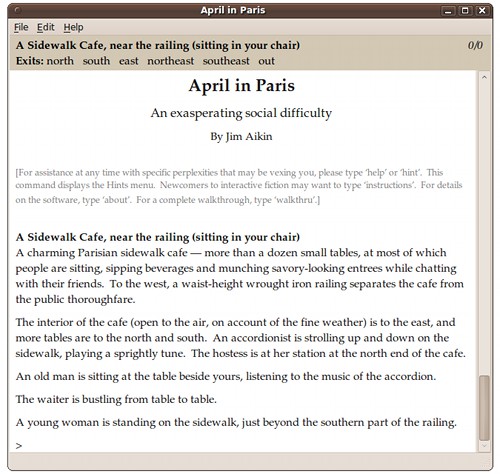 April in Paris
File Edit Help
A Sidewalk Cafe, near the railing (sitting in your chair) 0/0
Exits: north south east northeast southeast out
April in Paris
An exasperating social difficulty
By Jim Aikin
[For assistance at any time with specific perplexities that may be vexing you, please type ‘help’ or ‘hint’. This
command displays the Hints menu. Newcomers to interactive fiction may want to type ‘instructions’. For details
on the software, type ‘about’. For a complete walkthrough, type ‘walkthru’.]
A Sidewalk Cafe, near the railing (sitting in your chair)
A charming Parisian sidewalk cafe — more than a dozen small tables, at most of which
people are sitting, sipping beverages and munching savory-looking entrees while chatting
with their friends. To the west, a waist-height wrought iron railing separates the cafe from
the public thoroughfare.
The interior of the cafe (open to the air, on account of the fine weather) is to the east, and
more tables are to the north and south. An accordionist is strolling up and down on the
sidewalk, playing a sprightly tune. The hostess is at her station at the north end of the cafe.
An old man is sitting at the table beside yours, listening to the music of the accordion.
The waiter is bustling from table to table.
A young woman is standing on the sidewalk, just beyond the southern part of the railing.
>